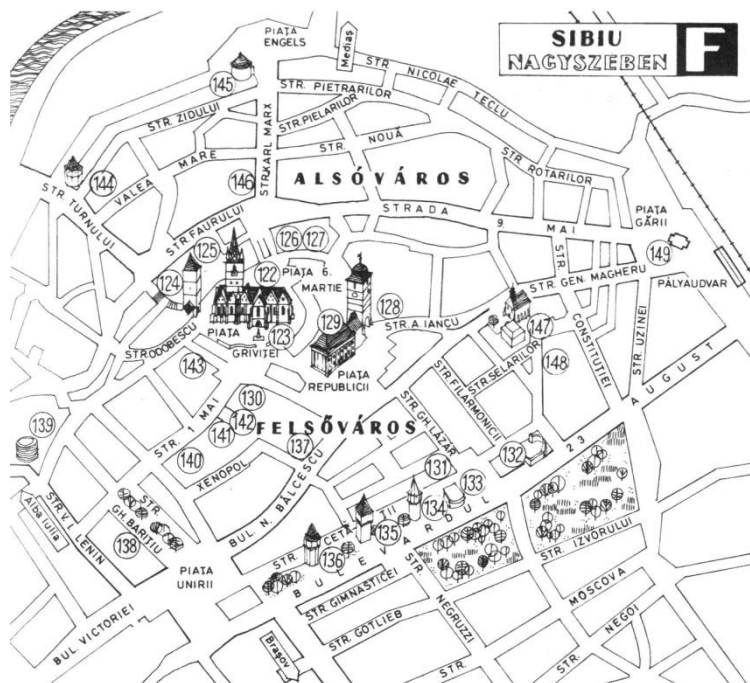 SIBIU
NAGYSZEBEN
F
PIAȚA
ENGELS
Mediaș
STR. NICOLAE TECLU
145
STR. PIETRARILOR
STR. ZIDULUI
STR. KARL MARX
STR. PIELARILOR
STR. NOUĂ
VALEA MARE
144
146
STR. ROTARILOR
STR. TURNULUI
ALSÓVÁROS
STRADA 9 MAI
STR. FAURULUI
PIAȚA
GĂRII
125
126
127
149
124
122
PIAȚA 6.
MARTIE
STR. GEN. MAGHERU
PÁLYAUDVAR
128
STR. A. IANCU
129
123
147
STR. ODOBESCU
PIAȚA
GRIVIȚEI
PIAȚA
REPUBLICII
STR. CONSTITUȚIEI
STR. UZINEI
143
STR. SELARILOR
148
STR. FILARMONICII
130
STR. 1 MAI
142
FELSŐVÁROS
STR. GH. LAZĂR
139
141
137
140
XENOPOL
131
132
133
134
BULEVARDUL 23 AUGUST
BUL. N. BĂLCESCU
STR. CETĂȚII
135
136
STR. V. I. LENIN
Alba Iulia
STR.
GH. BARIȚIU
138
PIAȚA
UNIRII
STR. IZVORULUI
STR. GIMNASTICEI
STR. GOTLIEB
STR. NEGRUZZI
MOSCOVA
STR. NEGOI
STR.
STR.
BUL. VICTORIEI
Brașov